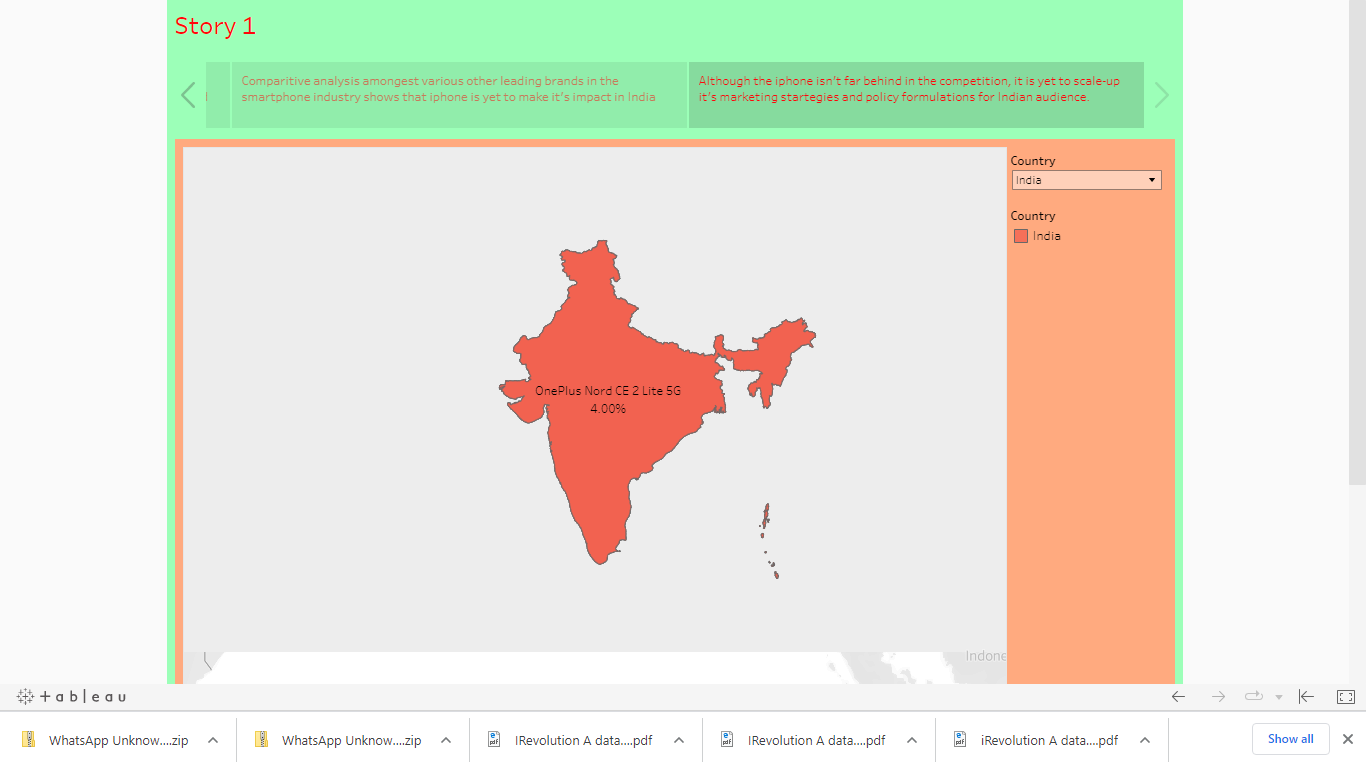 Story 1
Comparitive analysis amongst various other leading brands in the
smartphone industry shows that iphone is yet to make it's impact in India
Although the iphone isn't far behind in the competition, it is yet to scale-up
it's marketing startegies and policy formulations for Indian audience.
Country
India
Country
India
OnePlus Nord CE 2 Lite 5G
4.00%
Indone
+ableau
WhatsApp Unknow....zip
WhatsApp Unknow....zip
IRevolution A data....pdf
IRevolution A data....pdf
iRevolution A data....pdf
Show all